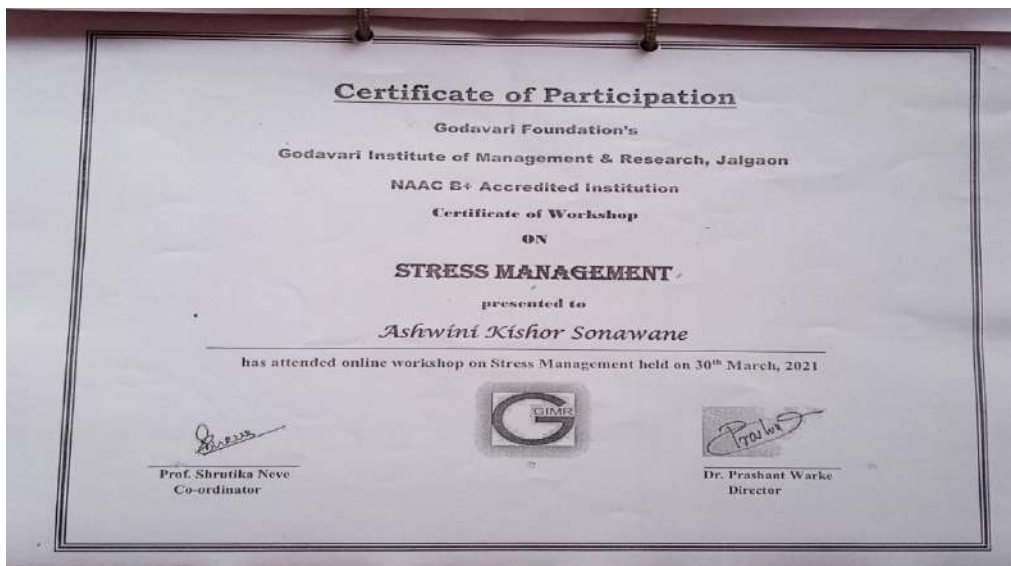 Certificate of Participation
Godavari Foundation's
Godavari Institute of Management & Research, Jalgaon
NAAC B+ Accredited Institution
Certificate of Workshop
ON
STRESS MANAGEMENT
presented to
Ashwini Kishor Sonawane
has attended online workshop on Stress Management held on 30th March, 2021
GIMR
Prof. Shrutika Neve
Co-ordinator
Dr. Prashant Warke
Director